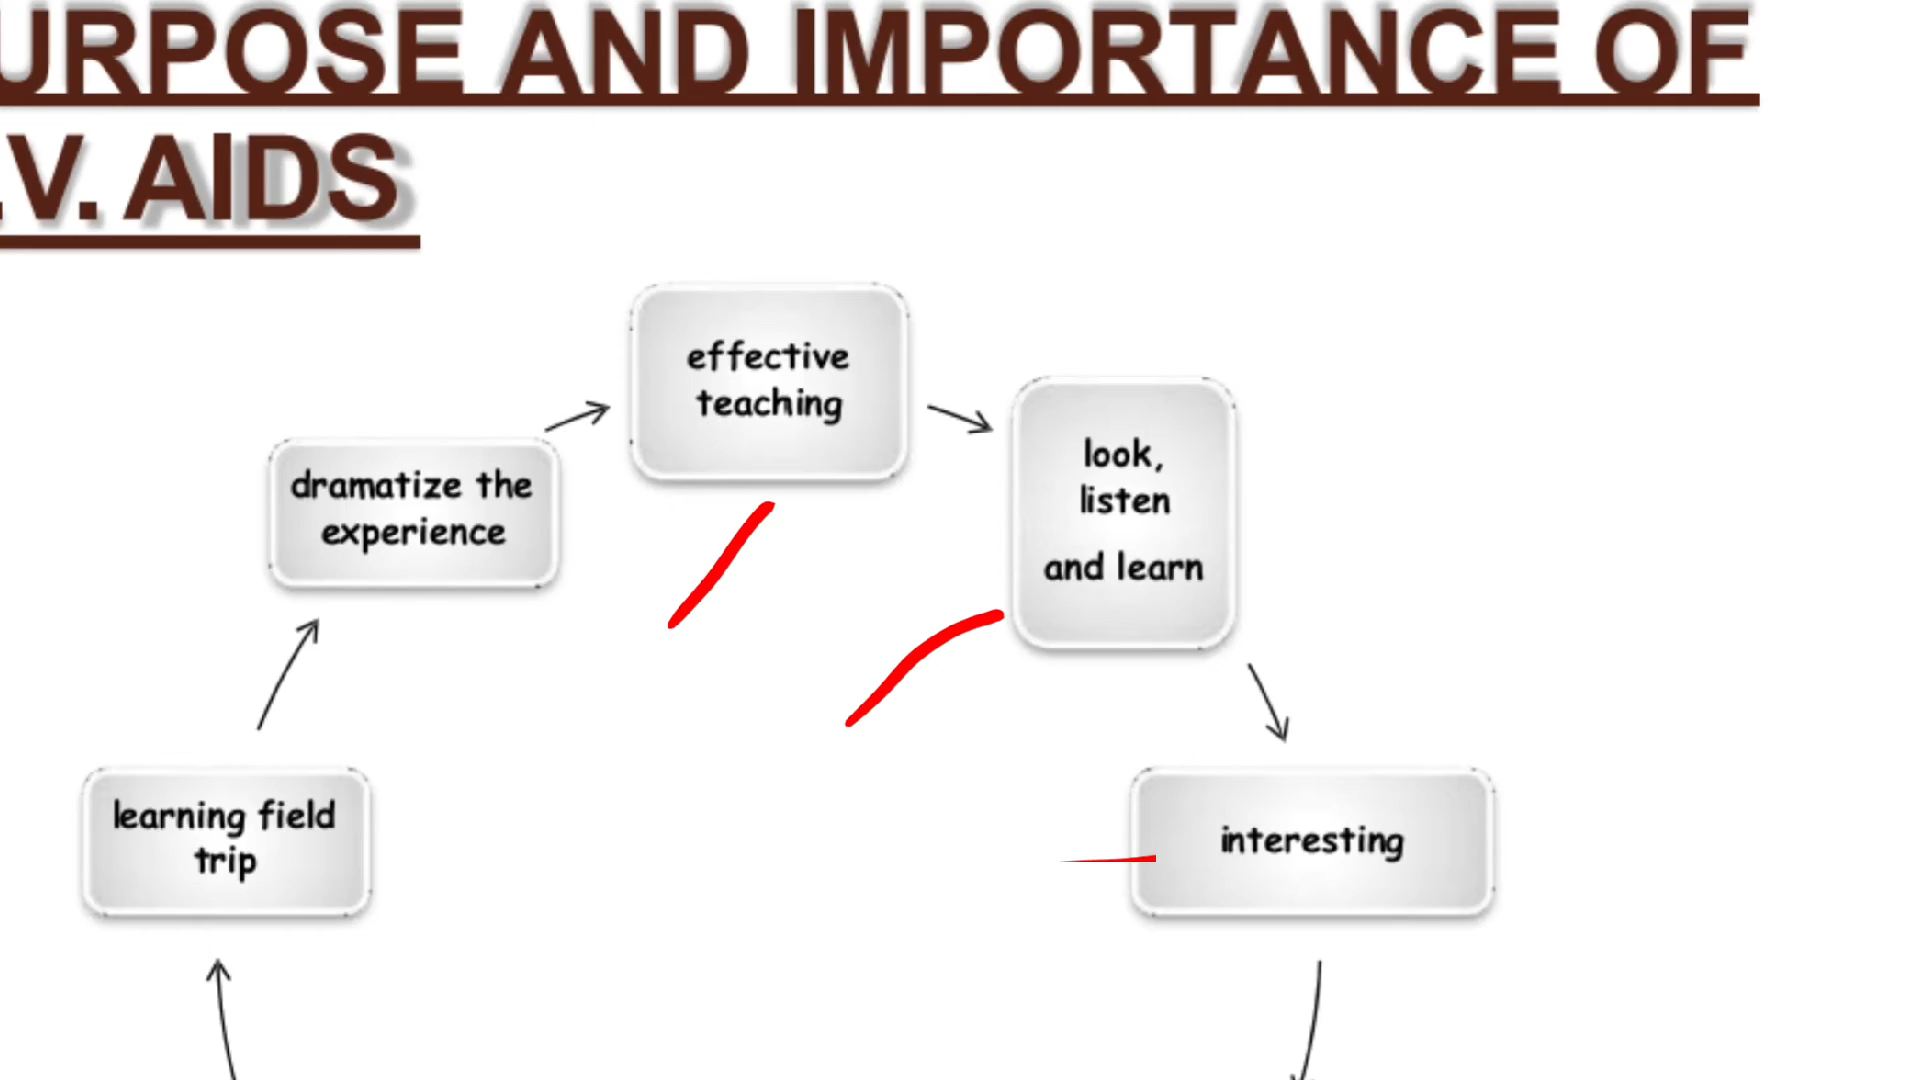 URPOSE AND IMPORTANCE OF
.V. AIDS
effective
teaching
look,
listen
and learn
dramatize the
experience
learning field
trip
interesting